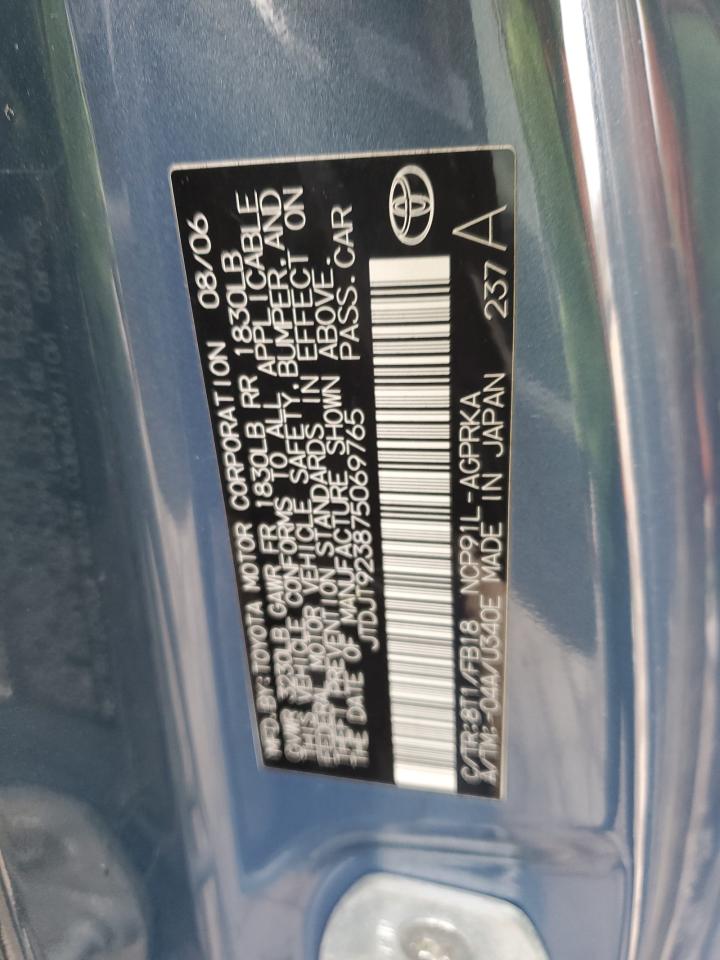 MFD. BY: TOYOTA MOTOR CORPORATION 08/06
GVWR 3230LB GAWR FR 1830LB RR 1830LB
THIS VEHICLE CONFORMS TO ALL APPLICABLE
FEDERAL MOTOR VEHICLE SAFETY, BUMPER, AND
THEFT PREVENTION STANDARDS IN EFFECT ON
THE DATE OF MANUFACTURE SHOWN ABOVE.
JTDJT923875069765 PASS. CAR
C/TR: 8T1/FB18 NCP91L-AGPRKA
A/TM: -04A/U340E MADE IN JAPAN 237 A